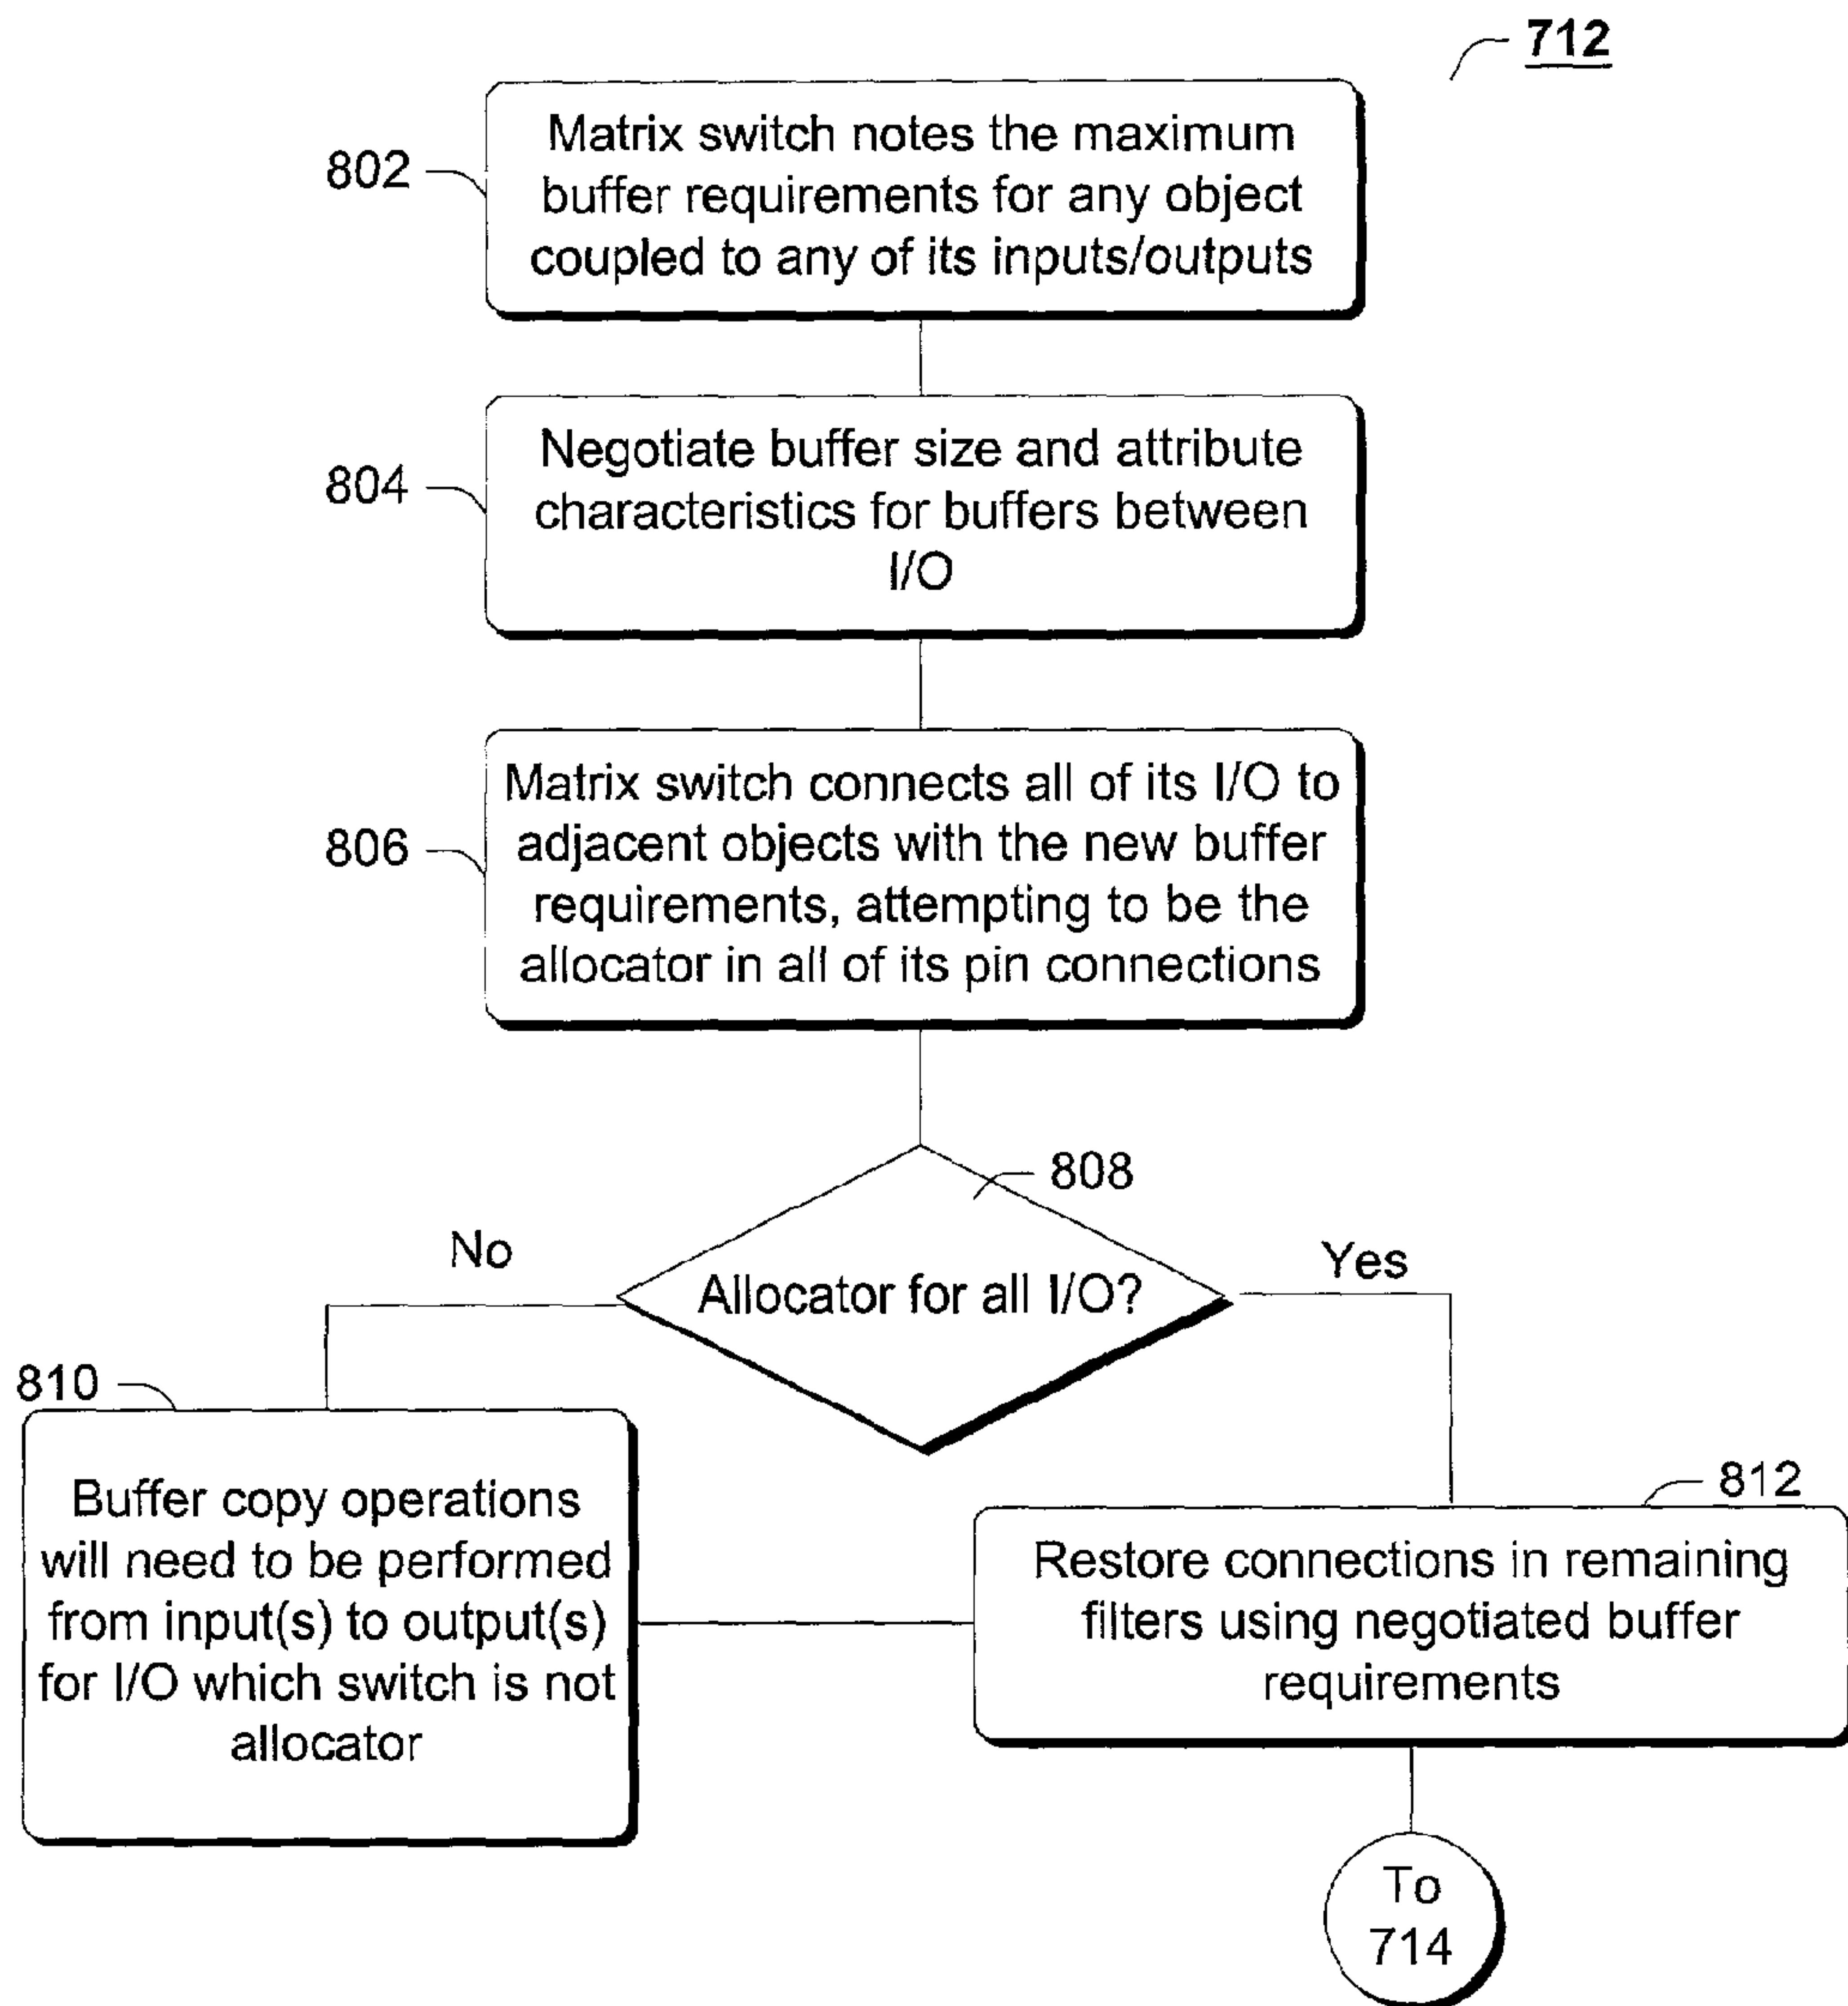 712
802
Matrix switch notes the maximum
buffer requirements for any object
coupled to any of its inputs/outputs
804
Negotiate buffer size and attribute
characteristics for buffers between
I/O
806
Matrix switch connects all of its I/O to
adjacent objects with the new buffer
requirements, attempting to be the
allocator in all of its pin connections
808
No
Allocator for all I/O?
Yes
810
Buffer copy operations
will need to be performed
from input(s) to output(s)
for I/O which switch is not
allocator
812
Restore connections in remaining
filters using negotiated buffer
requirements
To
714